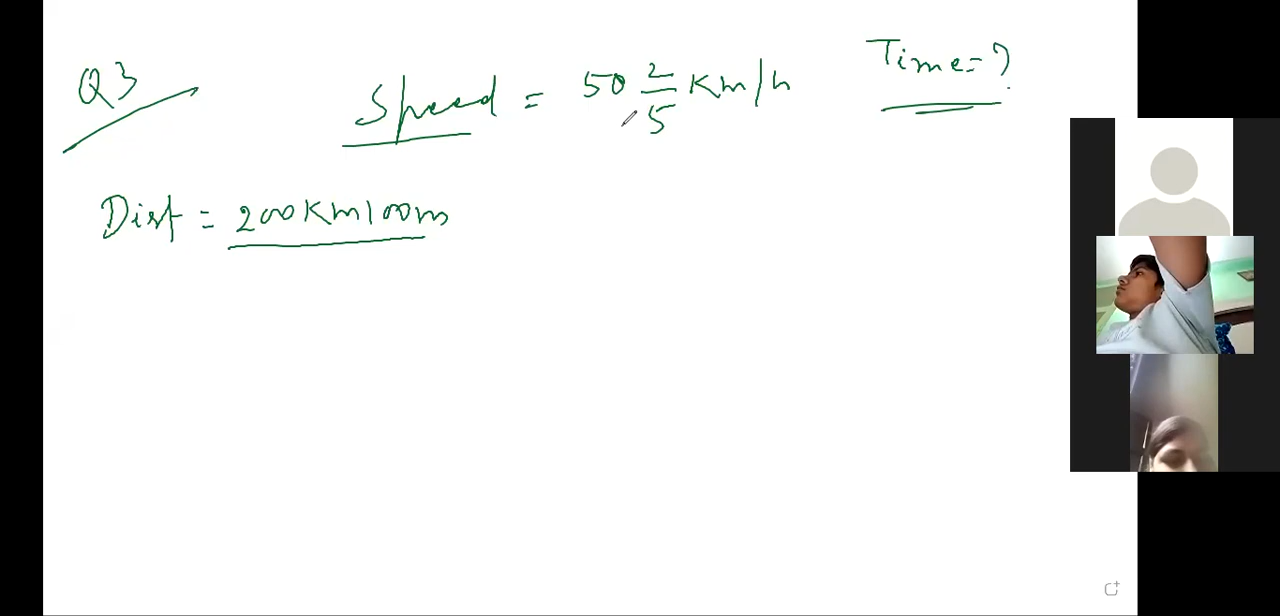 Q3
Speed = 50 2/5 Km/h
Time=?
Dist = 200Km100m